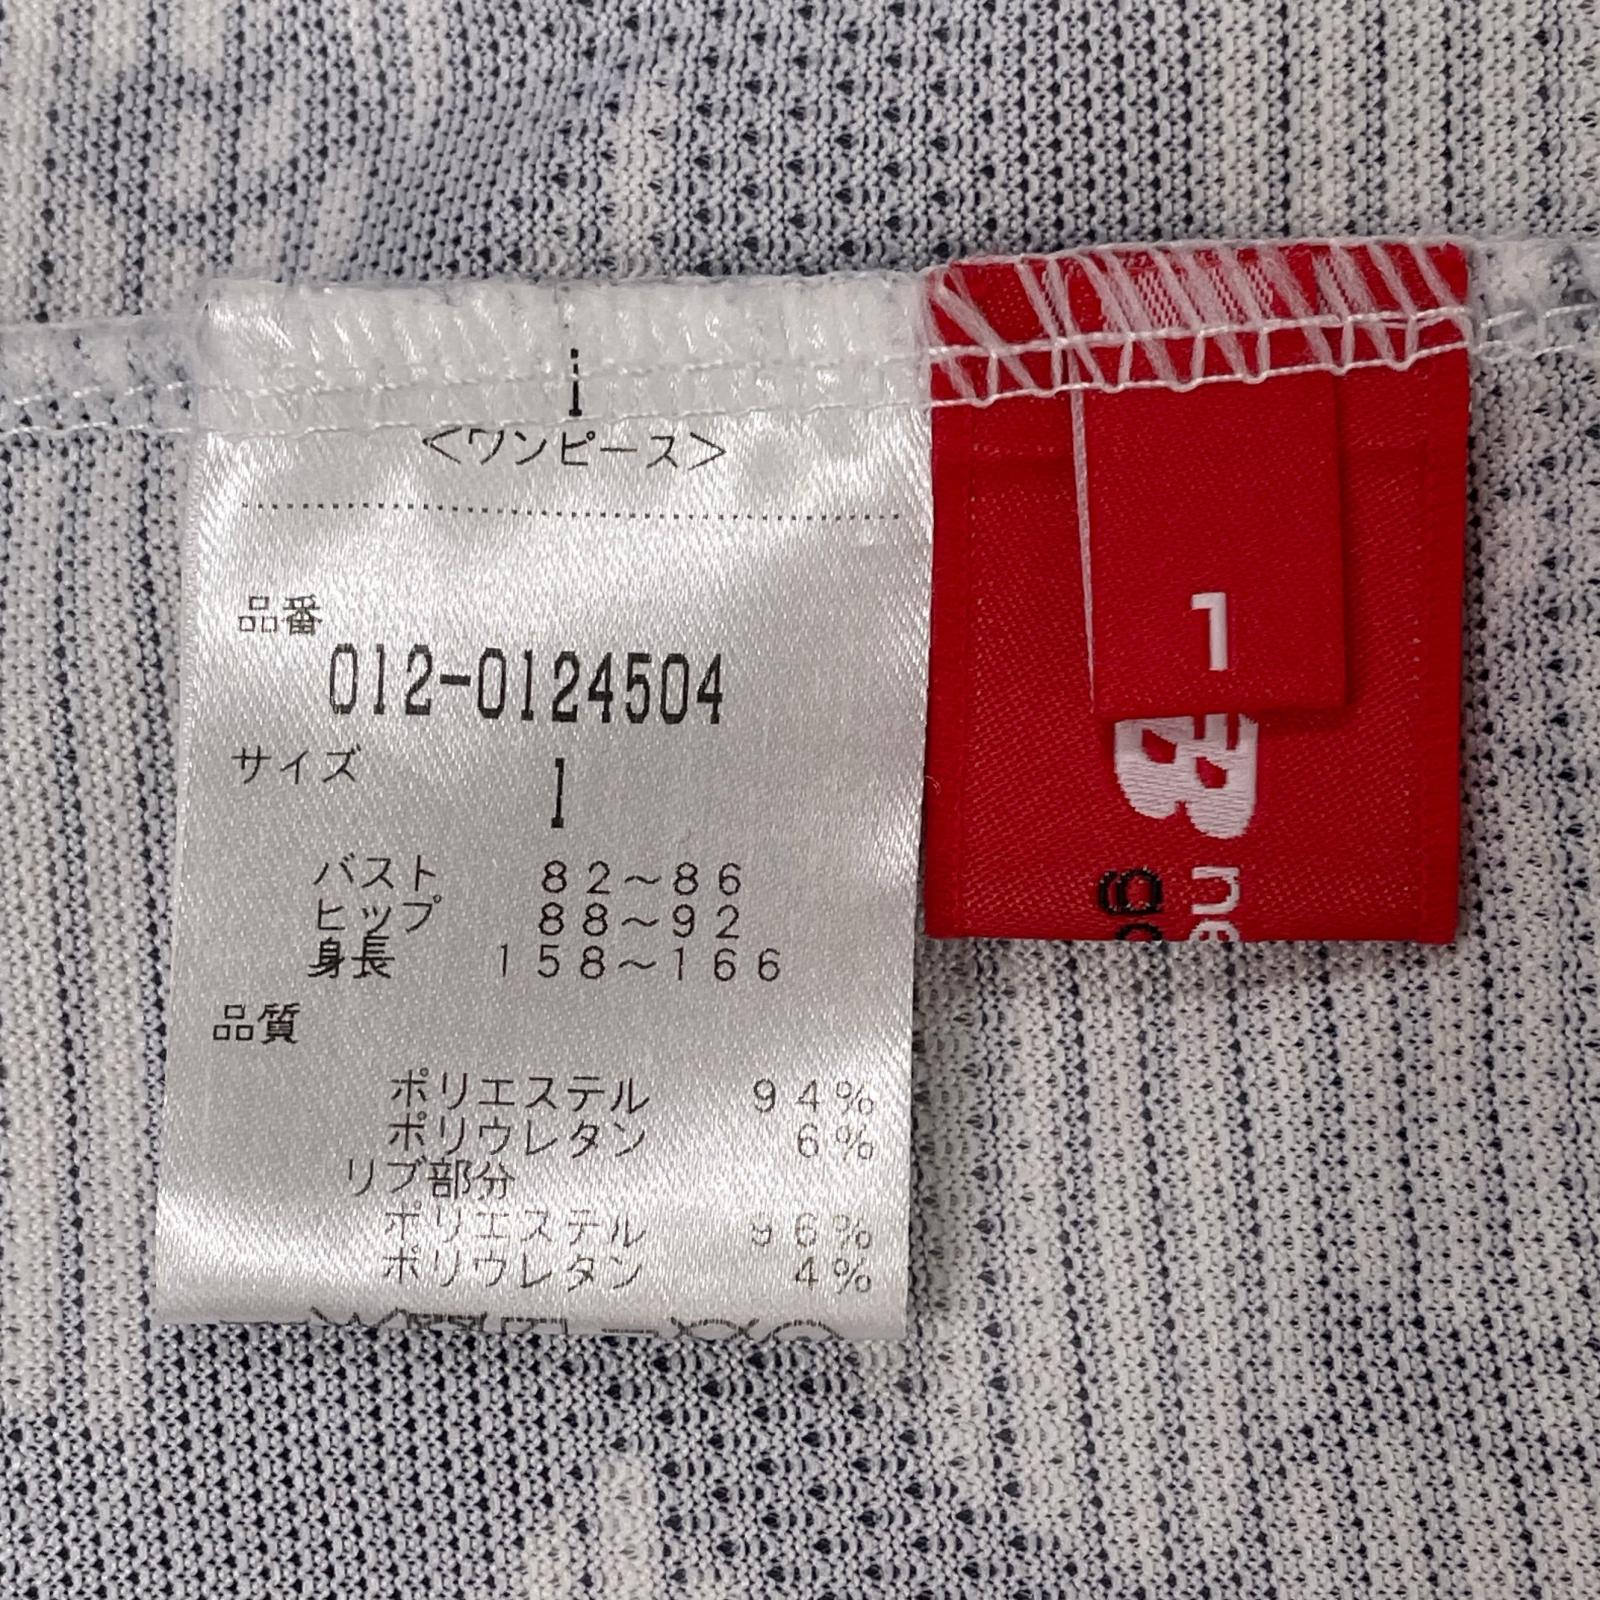 <ワンピース>
品番
012-0124504
サイズ
1
バスト 82～86
ヒップ 88～92
身長 158～166
品質
ポリエステル 94%
ポリウレタン 6%
リブ部分
ポリエステル 96%
ポリウレタン 4%
1
B
ne
go